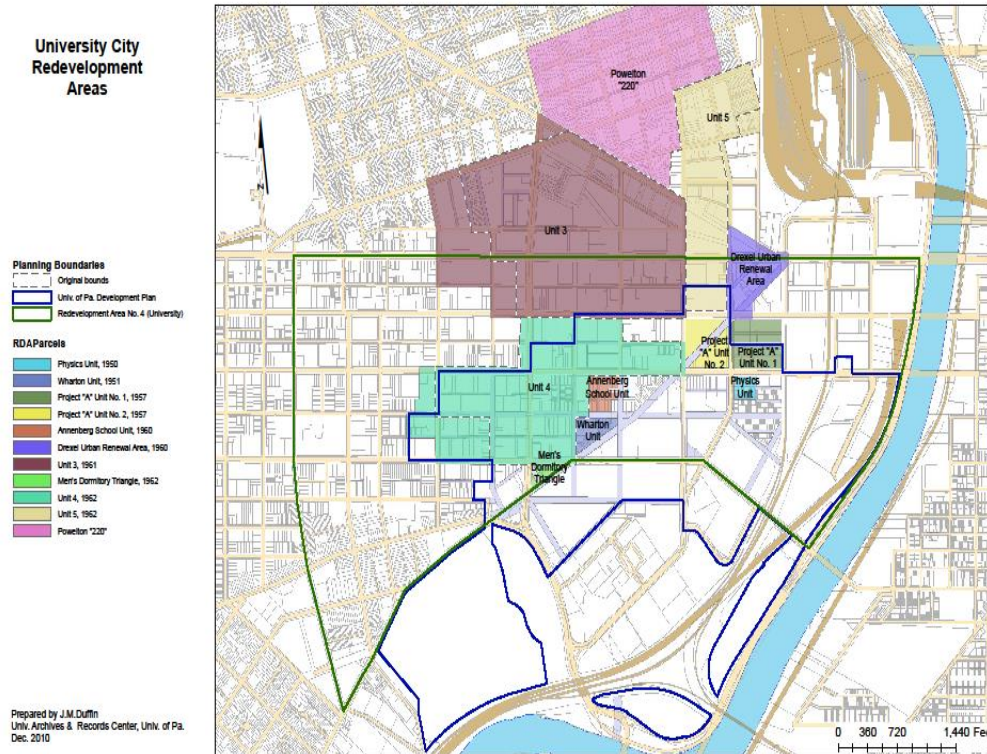 University City
Redevelopment
Areas
N
Planning Boundaries
Original bounds
Univ. of Pa. Development Plan
Redevelopment Area No. 4 (University)
RDAParcels
Physics Unit, 1950
Wharton Unit, 1951
Project "A" Unit No. 1, 1957
Project "A" Unit No. 2, 1957
Annenberg School Unit, 1960
Drexel Urban Renewal Area, 1960
Unit 3, 1961
Men's Dormitory Triangle, 1962
Unit 4, 1962
Unit 5, 1962
Powelton "220"
Prepared by J.M.Duffin
Univ. Archives & Records Center, Univ. of Pa.
Dec. 2010
Powelton
"220"
Unit 5
Unit 3
Drexel Urban
Renewal
Area
Project
"A" Unit
No. 2
Project "A"
Unit No. 1
Unit 4
Annenberg
School Unit
Physics
Unit
Wharton
Unit
Men's
Dormitory
Triangle
0 360 720 1,440 Fee